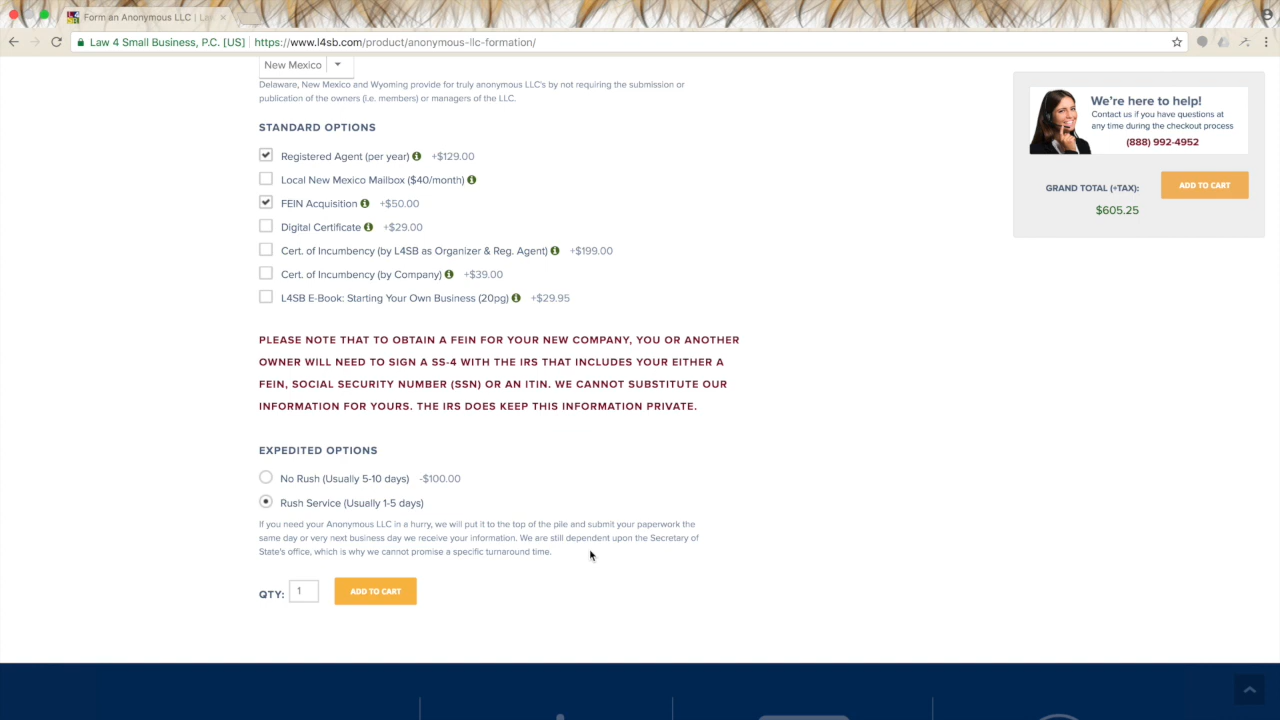 Form an Anonymous LLC | La
Law 4 Small Business, P.C. [US] https://www.l4sb.com/product/anonymous-llc-formation/
New Mexico
Delaware, New Mexico and Wyoming provide for truly anonymous LLC's by not requiring the submission or
publication of the owners (i.e. members) or managers of the LLC.
STANDARD OPTIONS
Registered Agent (per year) +$129.00
Local New Mexico Mailbox ($40/month)
FEIN Acquisition +$50.00
Digital Certificate +$29.00
Cert. of Incumbency (by L4SB as Organizer & Reg. Agent) +$199.00
Cert. of Incumbency (by Company) +$39.00
L4SB E-Book: Starting Your Own Business (20pg) +$29.95
PLEASE NOTE THAT TO OBTAIN A FEIN FOR YOUR NEW COMPANY, YOU OR ANOTHER
OWNER WILL NEED TO SIGN A SS-4 WITH THE IRS THAT INCLUDES YOUR EITHER A
FEIN, SOCIAL SECURITY NUMBER (SSN) OR AN ITIN. WE CANNOT SUBSTITUTE OUR
INFORMATION FOR YOURS. THE IRS DOES KEEP THIS INFORMATION PRIVATE.
EXPEDITED OPTIONS
No Rush (Usually 5-10 days) -$100.00
Rush Service (Usually 1-5 days)
If you need your Anonymous LLC in a hurry, we will put it to the top of the pile and submit your paperwork the
same day or very next business day we receive your information. We are still dependent upon the Secretary of
State's office, which is why we cannot promise a specific turnaround time.
QTY: 1 ADD TO CART
We're here to help!
Contact us if you have questions at
any time during the checkout process
(888) 992-4952
GRAND TOTAL (+TAX): ADD TO CART
$605.25